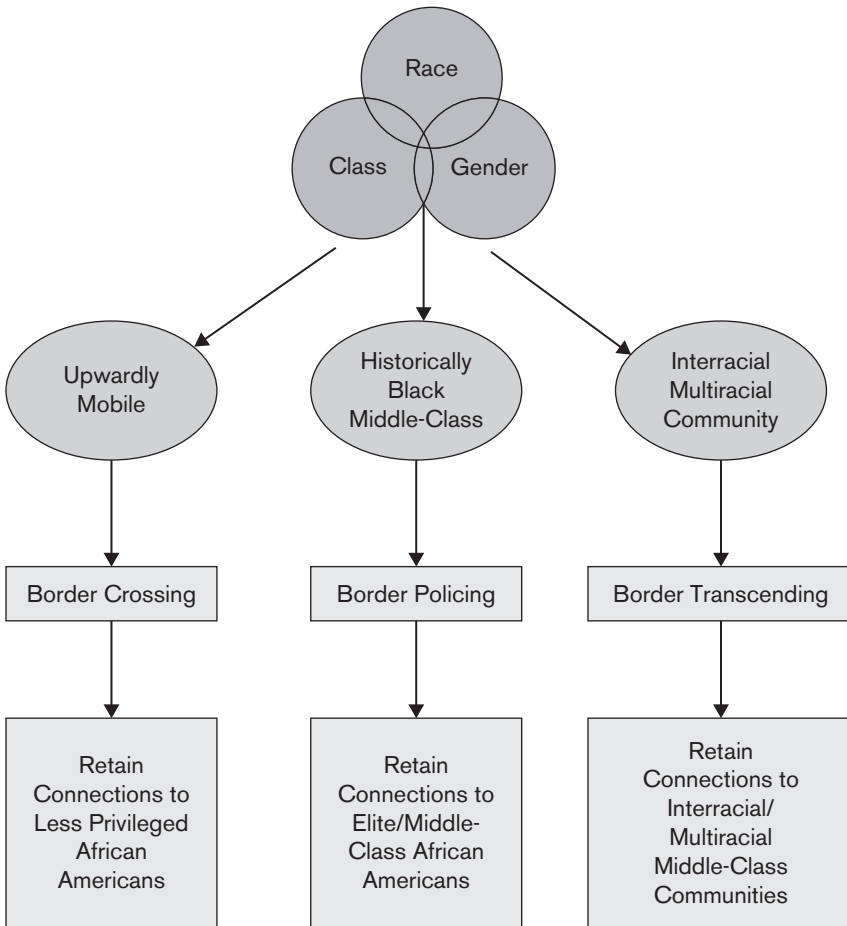 Race
Class
Gender
Upwardly
Mobile
Historically
Black
Middle-Class
Interracial
Multiracial
Community
Border Crossing
Border Policing
Border Transcending
Retain
Connections to
Less Privileged
African
Americans
Retain
Connections to
Elite/Middle-
Class African
Americans
Retain
Connections to
Interracial/
Multiracial
Middle-Class
Communities